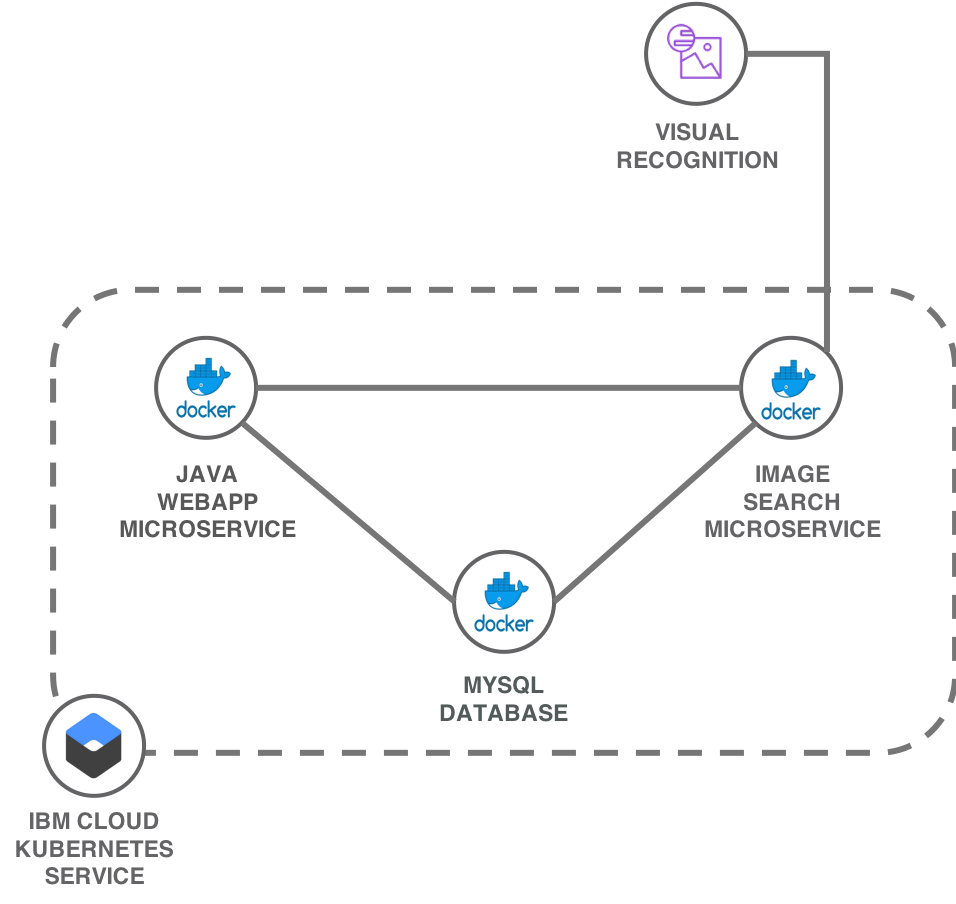 VISUAL
RECOGNITION
docker
docker
JAVA
WEBAPP
MICROSERVICE
IMAGE
SEARCH
MICROSERVICE
docker
MYSQL
DATABASE
IBM CLOUD
KUBERNETES
SERVICE